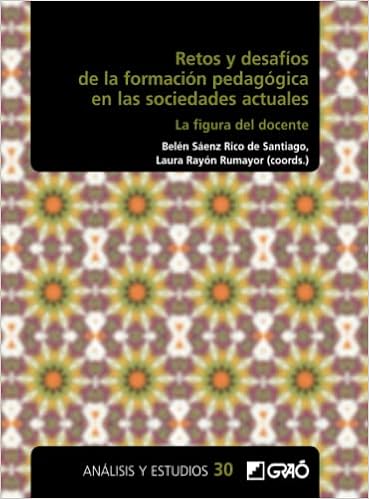 Retos y desafíos
de la formación pedagógica
en las sociedades actuales
La figura del docente
Belén Sáenz Rico de Santiago,
Laura Rayón Rumayor (coords.)
ANÁLISIS Y ESTUDIOS 30
GRAÓ